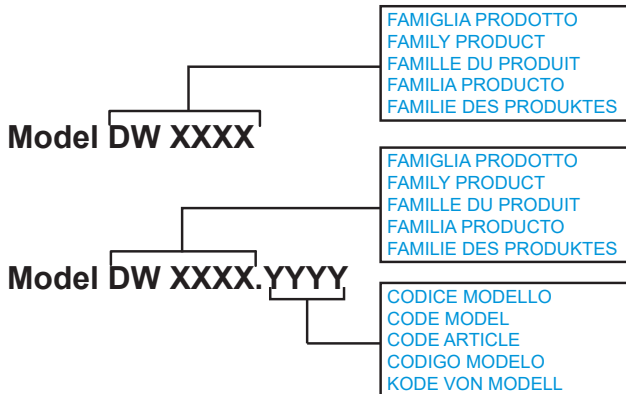 FAMIGLIA PRODOTTO
FAMILY PRODUCT
FAMILLE DU PRODUIT
FAMILIA PRODUCTO
FAMILIE DES PRODUKTES
Model DW XXXX
FAMIGLIA PRODOTTO
FAMILY PRODUCT
FAMILLE DU PRODUIT
FAMILIA PRODUCTO
FAMILIE DES PRODUKTES
Model DW XXXX.YYYY
CODICE MODELLO
CODE MODEL
CODE ARTICLE
CODIGO MODELO
KODE VON MODELL